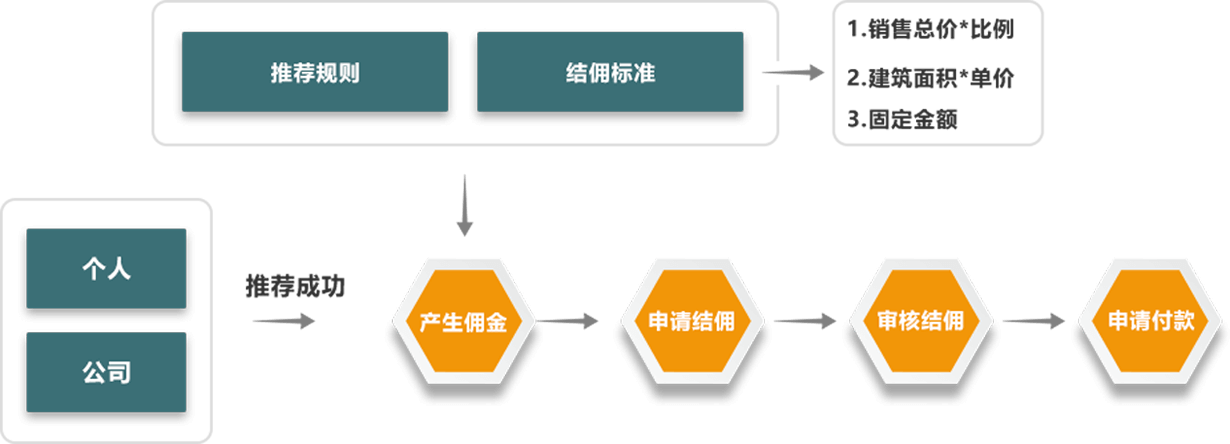 推荐规则
结佣标准
1.销售总价*比例
2.建筑面积*单价
3.固定金额
个人
公司
推荐成功
产生佣金
申请结佣
审核结佣
申请付款